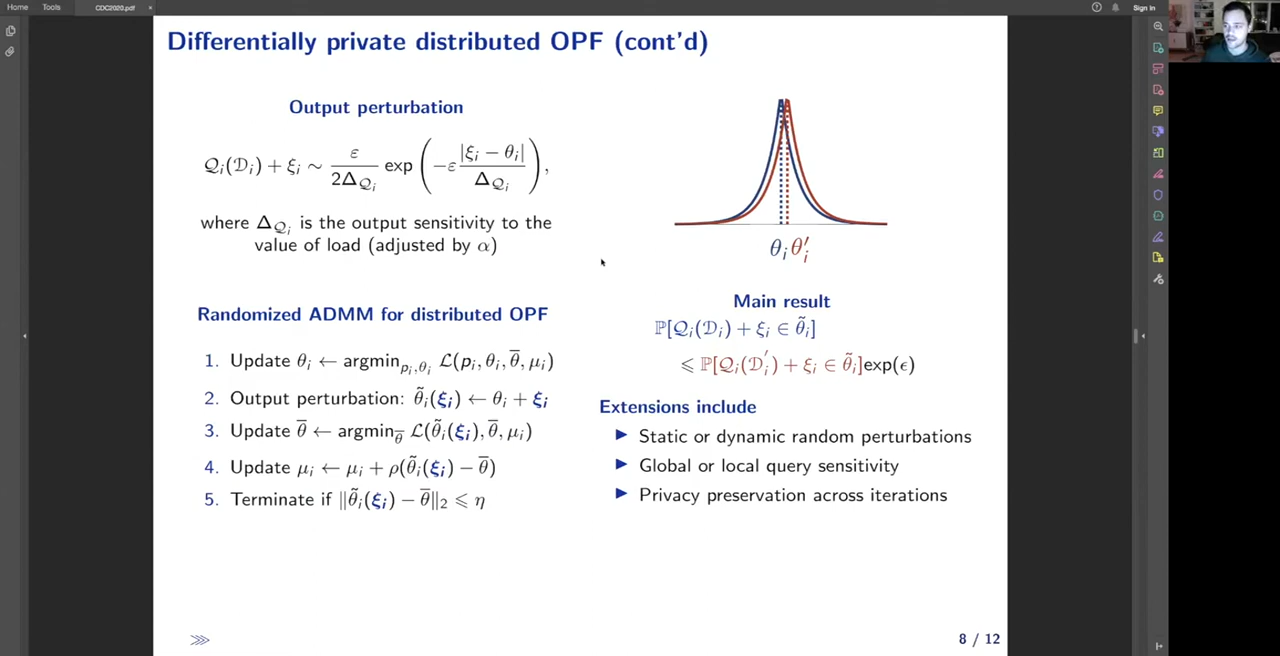 Home Tools CDC2020.pdf × Sign In
Differentially private distributed OPF (cont'd)
Output perturbation
𝒬ᵢ(𝒟ᵢ) + ξᵢ ∼ ε/(2Δ_𝒬ᵢ) exp(−ε |ξᵢ − θᵢ|/Δ_𝒬ᵢ),
where Δ_𝒬ᵢ is the output sensitivity to the
value of load (adjusted by α)
θᵢ θ′ᵢ
Randomized ADMM for distributed OPF
1. Update θᵢ ← argmin_{pᵢ,θᵢ} ℒ(pᵢ, θᵢ, θ̅, μᵢ)
2. Output perturbation: θ̃ᵢ(ξᵢ) ← θᵢ + ξᵢ
3. Update θ̅ ← argmin_θ̅ ℒ(θ̃ᵢ(ξᵢ), θ̅, μᵢ)
4. Update μᵢ ← μᵢ + ρ(θ̃ᵢ(ξᵢ) − θ̅)
5. Terminate if ‖θ̃ᵢ(ξᵢ) − θ̅‖₂ ⩽ η
Main result
ℙ[𝒬ᵢ(𝒟ᵢ) + ξᵢ ∈ θ̃ᵢ]
⩽ ℙ[𝒬ᵢ(𝒟′ᵢ) + ξᵢ ∈ θ̃ᵢ]exp(ϵ)
Extensions include
▶ Static or dynamic random perturbations
▶ Global or local query sensitivity
▶ Privacy preservation across iterations
8 / 12